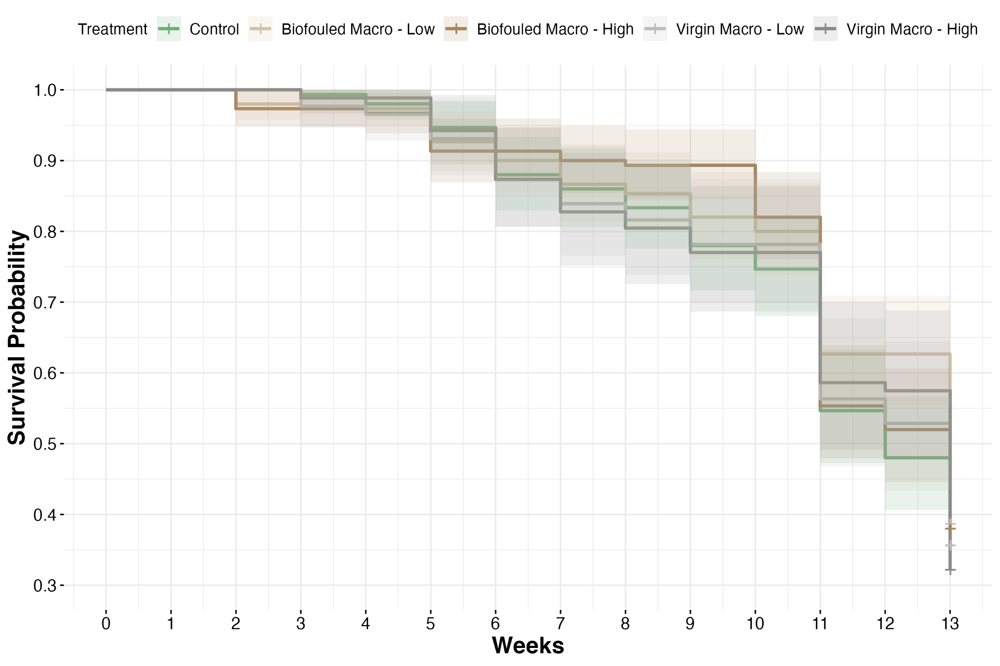 Treatment Control Biofouled Macro - Low Biofouled Macro - High Virgin Macro - Low Virgin Macro - High
Survival Probability
1.0
0.9
0.8
0.7
0.6
0.5
0.4
0.3
0 1 2 3 4 5 6 7 8 9 10 11 12 13
Weeks